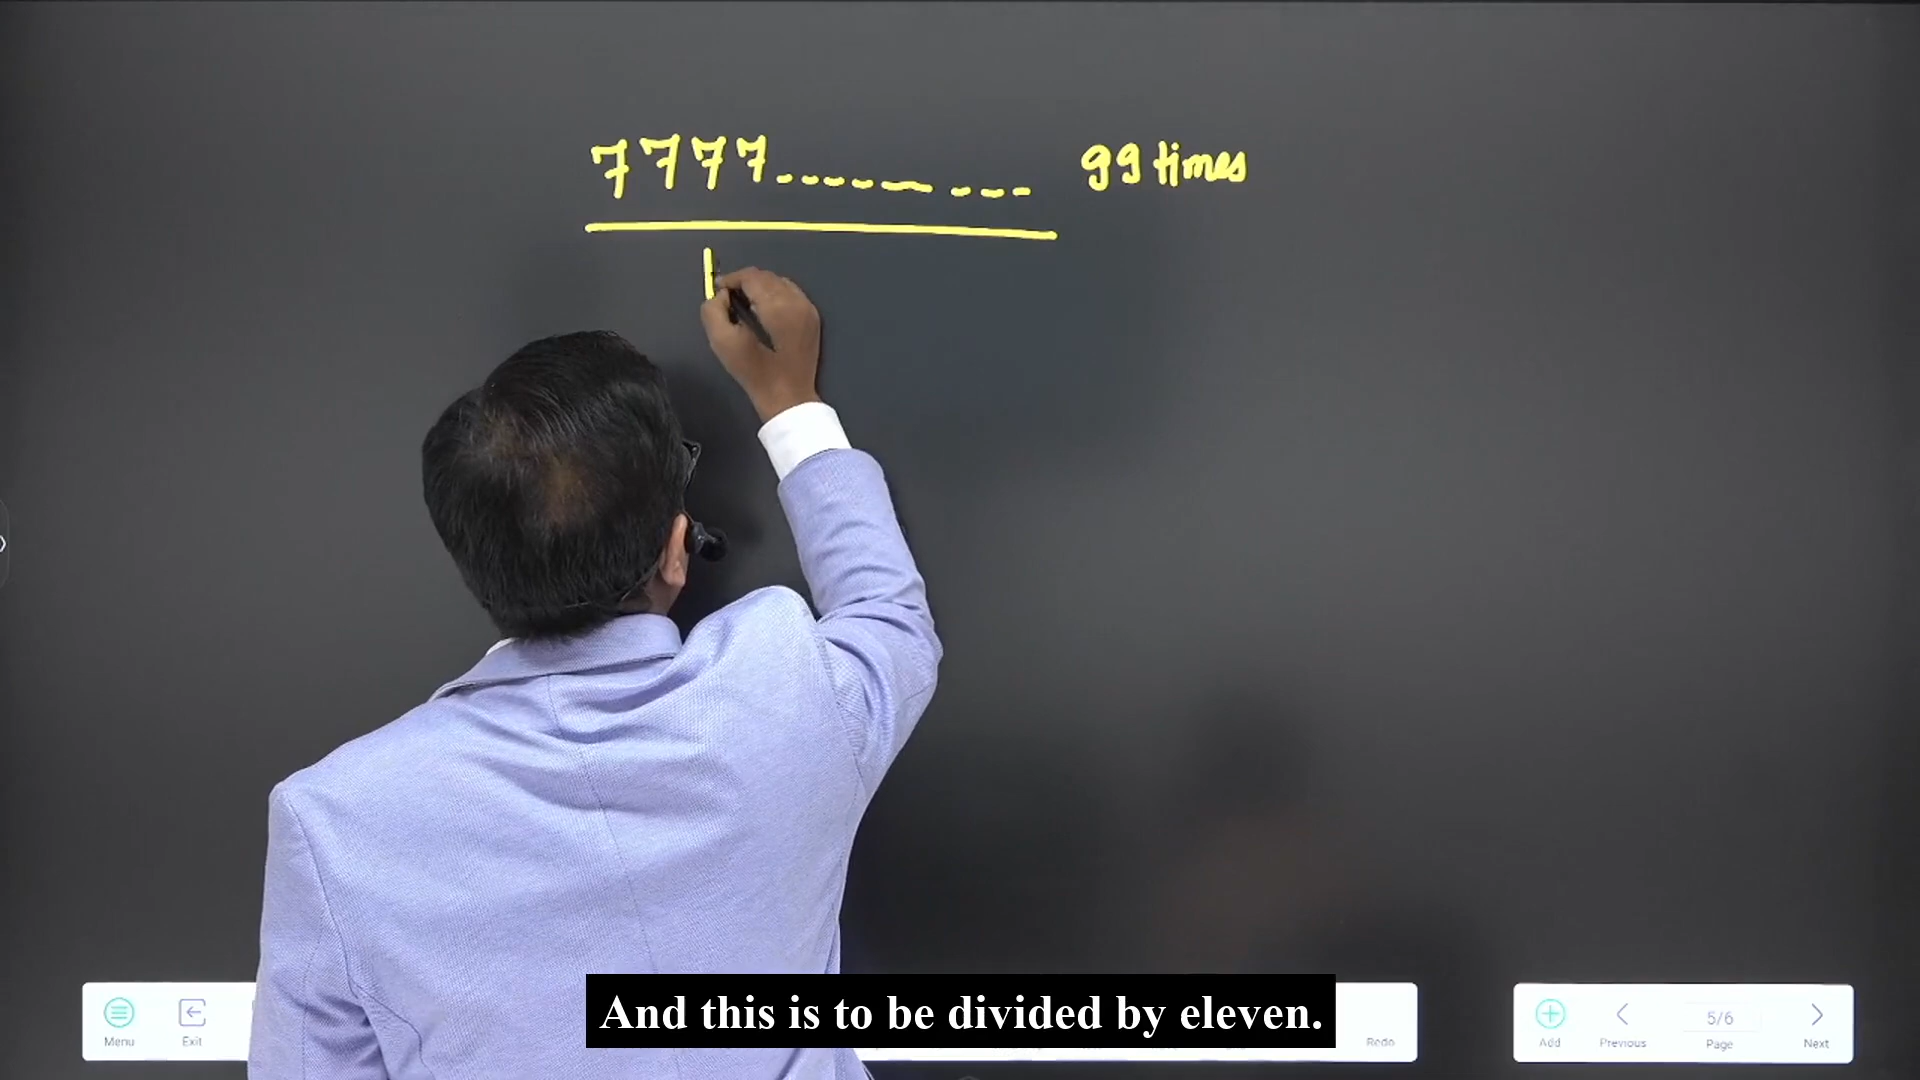 7777---------- 99 times
1
And this is to be divided by eleven.
Menu Exit Redo Add Previous 5/6 Page Next